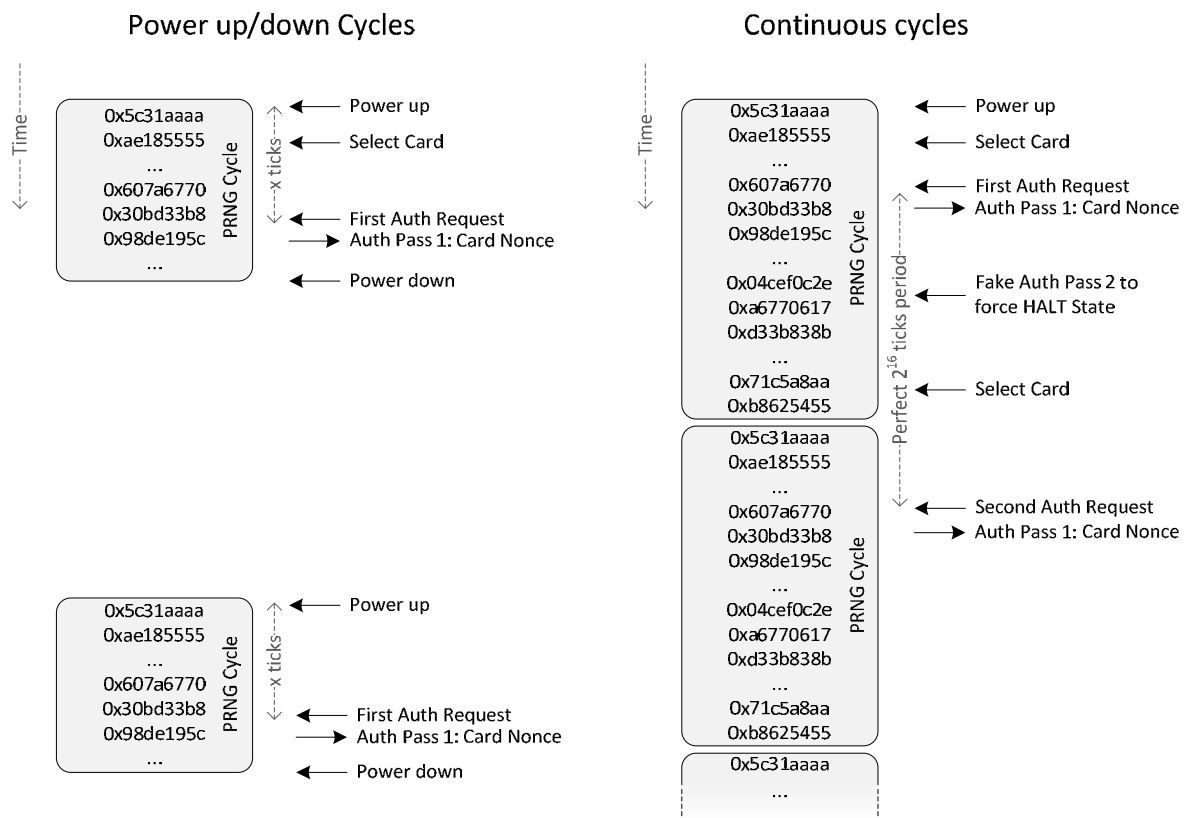 Power up/down Cycles
Time
0x5c31aaaa
0xae185555
...
0x607a6770
0x30bd33b8
0x98de195c
...
PRNG Cycle
x ticks
Power up
Select Card
First Auth Request
Auth Pass 1: Card Nonce
Power down
0x5c31aaaa
0xae185555
...
0x607a6770
0x30bd33b8
0x98de195c
...
PRNG Cycle
x ticks
Power up
First Auth Request
Auth Pass 1: Card Nonce
Power down
Continuous cycles
Time
0x5c31aaaa
0xae185555
...
0x607a6770
0x30bd33b8
0x98de195c
...
0x04cef0c2e
0xa6770617
0xd33b838b
...
0x71c5a8aa
0xb8625455
PRNG Cycle
Perfect 2^16 ticks period
Power up
Select Card
First Auth Request
Auth Pass 1: Card Nonce
Fake Auth Pass 2 to
force HALT State
Select Card
0x5c31aaaa
0xae185555
...
0x607a6770
0x30bd33b8
0x98de195c
...
0x04cef0c2e
0xa6770617
0xd33b838b
...
0x71c5a8aa
0xb8625455
PRNG Cycle
Second Auth Request
Auth Pass 1: Card Nonce
0x5c31aaaa
...